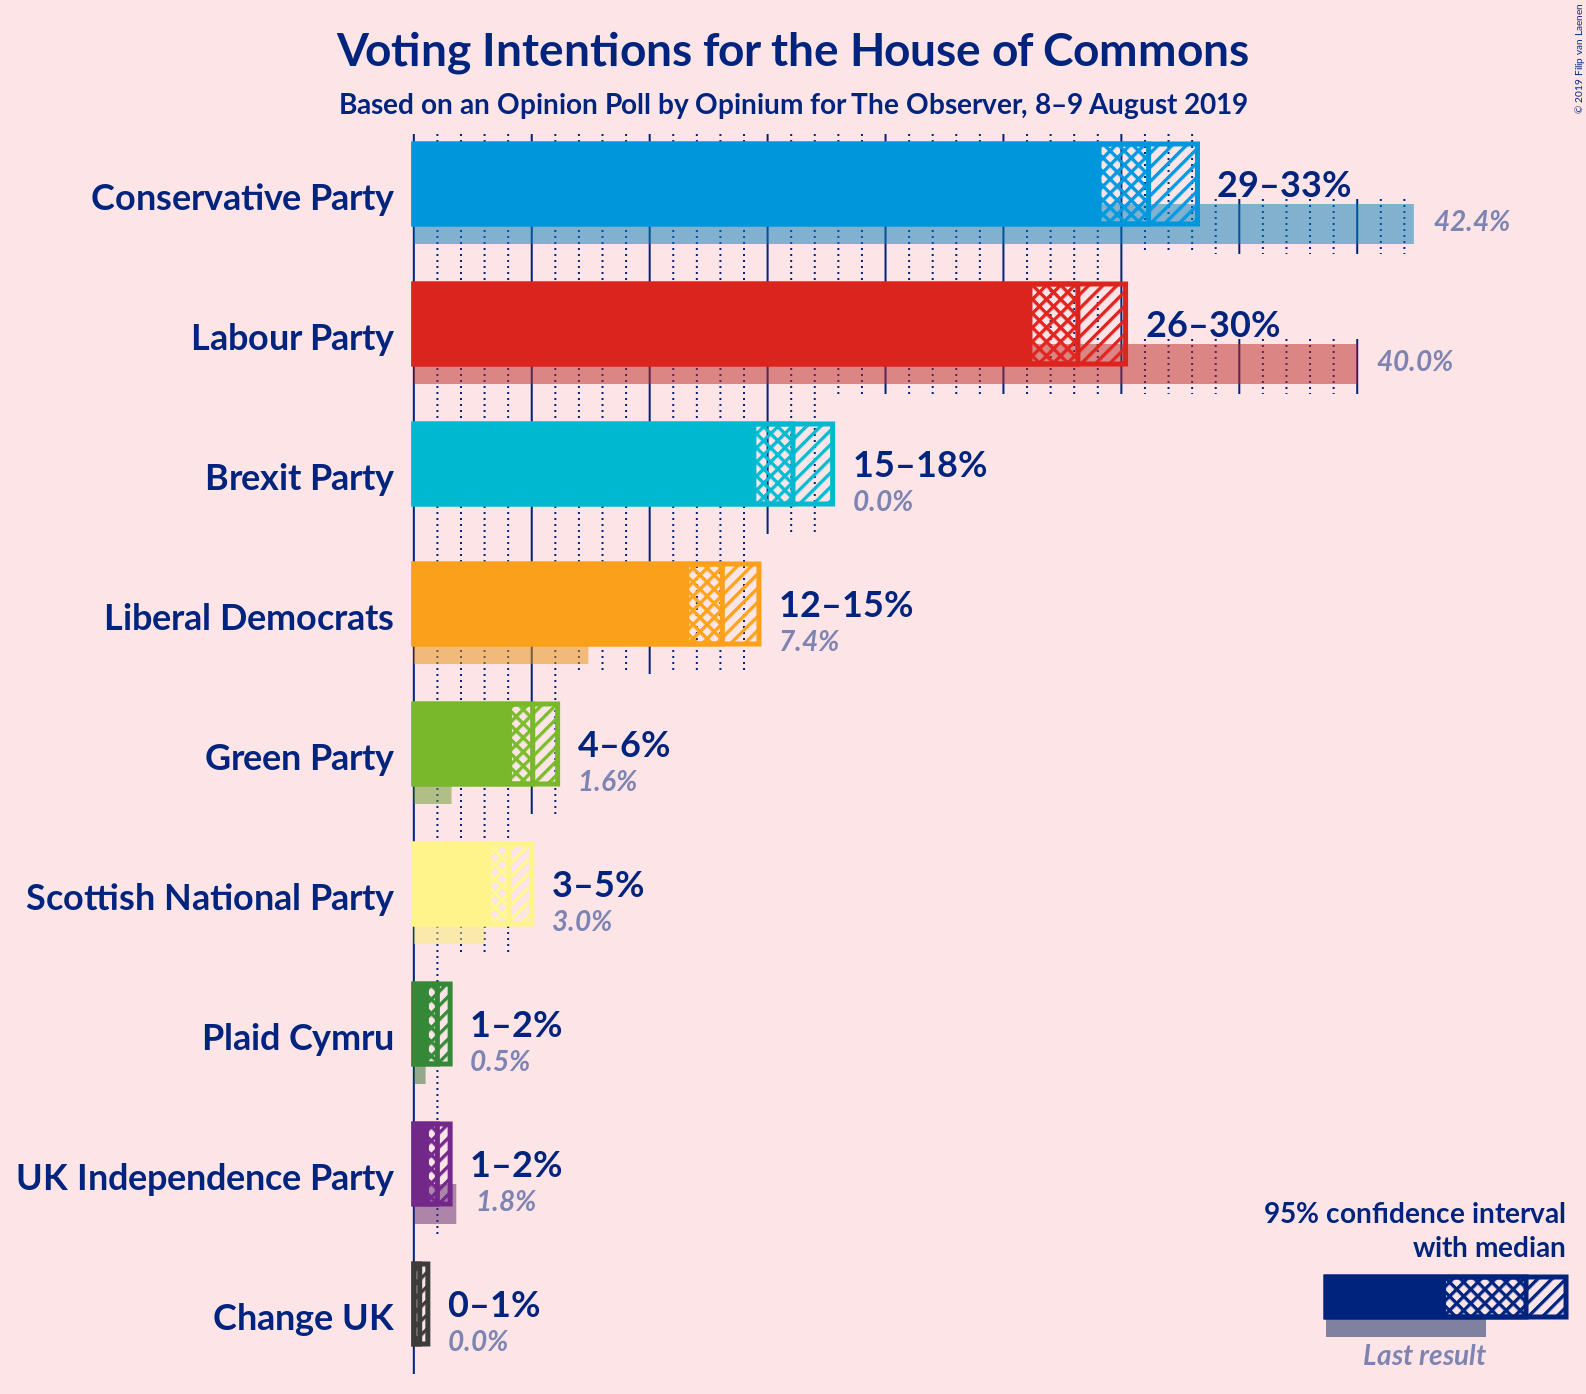 Voting Intentions for the House of Commons
Based on an Opinion Poll by Opinium for The Observer, 8–9 August 2019
© 2019 Filip van Laenen
Conservative Party
29–33%
42.4%
Labour Party
26–30%
40.0%
Brexit Party
15–18%
0.0%
Liberal Democrats
12–15%
7.4%
Green Party
4–6%
1.6%
Scottish National Party
3–5%
3.0%
Plaid Cymru
1–2%
0.5%
UK Independence Party
1–2%
1.8%
Change UK
0–1%
0.0%
95% confidence interval
with median
Last result